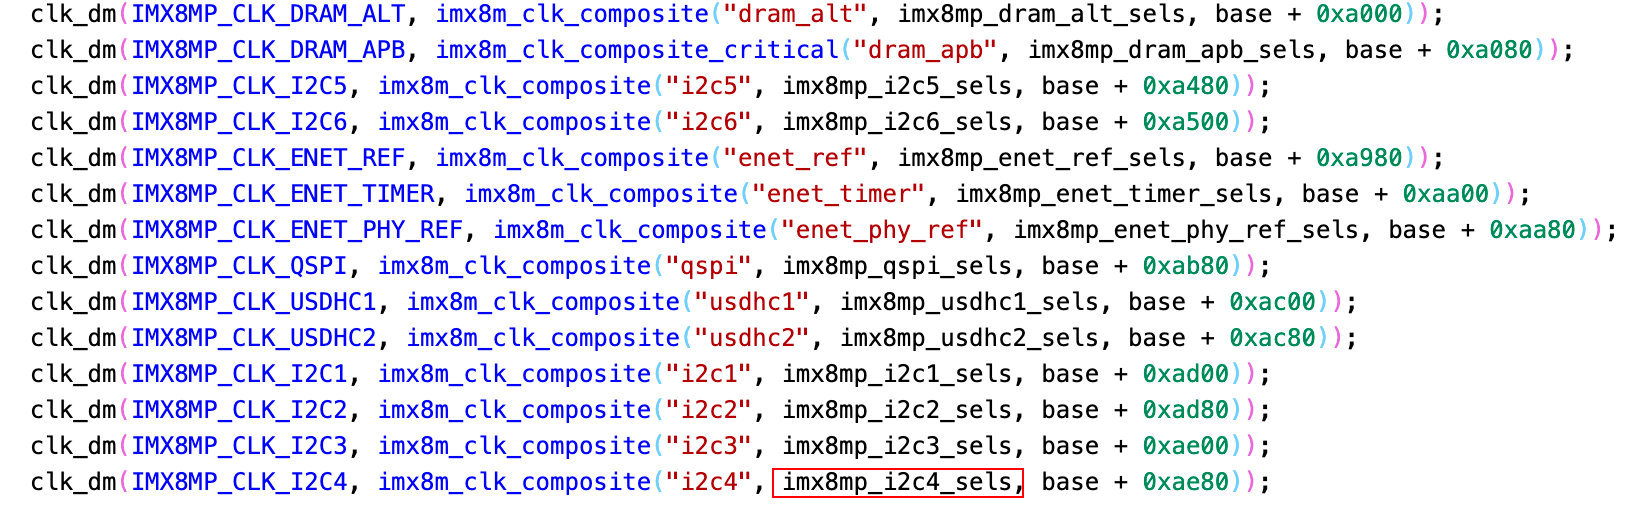 clk_dm(IMX8MP_CLK_DRAM_ALT, imx8m_clk_composite("dram_alt", imx8mp_dram_alt_sels, base + 0xa000));
clk_dm(IMX8MP_CLK_DRAM_APB, imx8m_clk_composite_critical("dram_apb", imx8mp_dram_apb_sels, base + 0xa080));
clk_dm(IMX8MP_CLK_I2C5, imx8m_clk_composite("i2c5", imx8mp_i2c5_sels, base + 0xa480));
clk_dm(IMX8MP_CLK_I2C6, imx8m_clk_composite("i2c6", imx8mp_i2c6_sels, base + 0xa500));
clk_dm(IMX8MP_CLK_ENET_REF, imx8m_clk_composite("enet_ref", imx8mp_enet_ref_sels, base + 0xa980));
clk_dm(IMX8MP_CLK_ENET_TIMER, imx8m_clk_composite("enet_timer", imx8mp_enet_timer_sels, base + 0xaa00));
clk_dm(IMX8MP_CLK_ENET_PHY_REF, imx8m_clk_composite("enet_phy_ref", imx8mp_enet_phy_ref_sels, base + 0xaa80));
clk_dm(IMX8MP_CLK_QSPI, imx8m_clk_composite("qspi", imx8mp_qspi_sels, base + 0xab80));
clk_dm(IMX8MP_CLK_USDHC1, imx8m_clk_composite("usdhc1", imx8mp_usdhc1_sels, base + 0xac00));
clk_dm(IMX8MP_CLK_USDHC2, imx8m_clk_composite("usdhc2", imx8mp_usdhc2_sels, base + 0xac80));
clk_dm(IMX8MP_CLK_I2C1, imx8m_clk_composite("i2c1", imx8mp_i2c1_sels, base + 0xad00));
clk_dm(IMX8MP_CLK_I2C2, imx8m_clk_composite("i2c2", imx8mp_i2c2_sels, base + 0xad80));
clk_dm(IMX8MP_CLK_I2C3, imx8m_clk_composite("i2c3", imx8mp_i2c3_sels, base + 0xae00));
clk_dm(IMX8MP_CLK_I2C4, imx8m_clk_composite("i2c4", imx8mp_i2c4_sels, base + 0xae80));